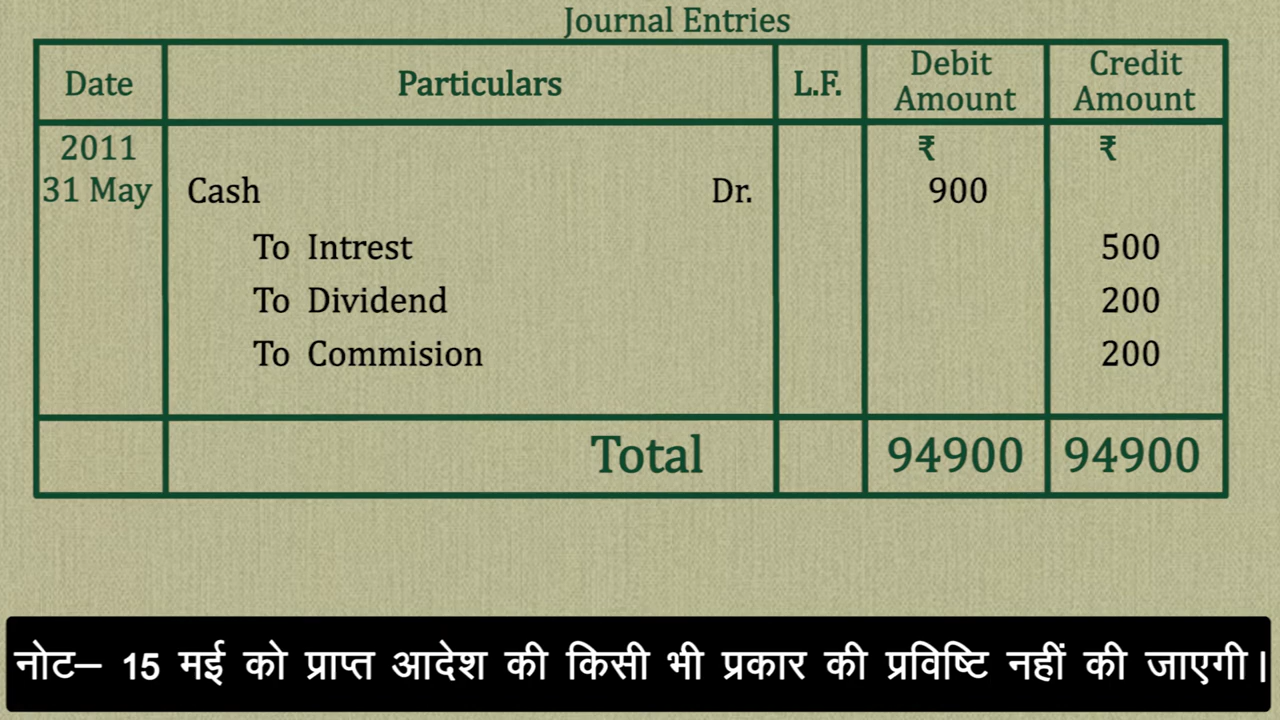 Journal Entries
Date Particulars L.F. Debit Amount Credit Amount
2011 ₹ ₹
31 May Cash Dr. 900
To Intrest 500
To Dividend 200
To Commision 200
Total 94900 94900
नोट– 15 मई को प्राप्त आदेश की किसी भी प्रकार की प्रविष्टि नहीं की जाएगी।